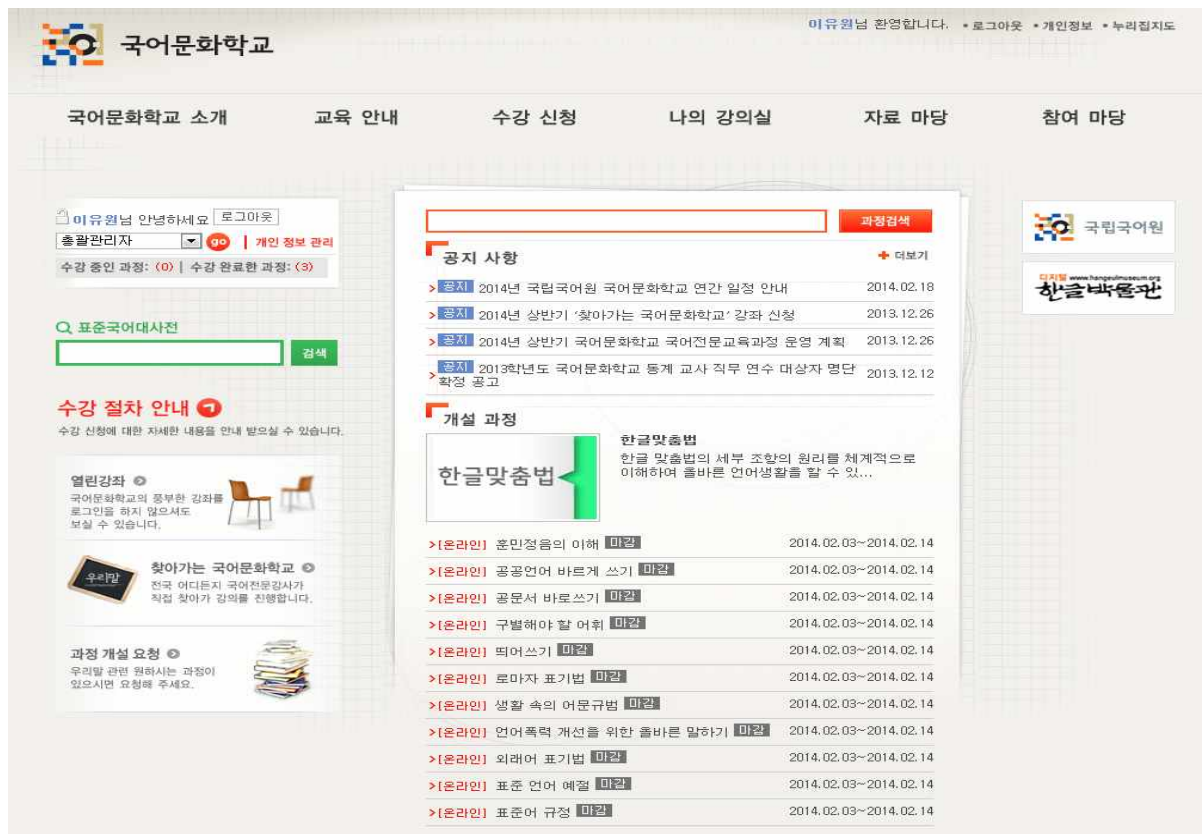 국어문화학교
이유원님 환영합니다. •로그아웃 •개인정보 •누리집지도
국어문화학교 소개 교육 안내 수강 신청 나의 강의실 자료 마당 참여 마당
이유원님 안녕하세요 로그아웃
총괄관리자 go | 개인 정보 관리
수강 중인 과정: (0) | 수강 완료한 과정: (3)
표준국어대사전
검색
수강 절차 안내
수강 신청에 대한 자세한 내용을 안내 받으실 수 있습니다.
열린강좌
국어문화학교의 풍부한 강좌를
로그인을 하지 않으셔도
보실 수 있습니다.
우리말
찾아가는 국어문화학교
전국 어디든지 국어전문강사가
직접 찾아가 강의를 진행합니다.
과정 개설 요청
우리말 관련 원하시는 과정이
있으시면 요청해 주세요.
과정검색
공지 사항 더보기
>공지 2014년 국립국어원 국어문화학교 연간 일정 안내 2014.02.18
>공지 2014년 상반기 '찾아가는 국어문화학교' 강좌 신청 2013.12.26
>공지 2014년 상반기 국어문화학교 국어전문교육과정 운영 계획 2013.12.26
>공지 2013학년도 국어문화학교 동계 교사 직무 연수 대상자 명단 2013.12.12
확정 공고
개설 과정
한글맞춤법
한글맞춤법
한글 맞춤법의 세부 조항의 원리를 체계적으로
이해하여 올바른 언어생활을 할 수 있...
>[온라인] 훈민정음의 이해 마감 2014.02.03~2014.02.14
>[온라인] 공공언어 바르게 쓰기 마감 2014.02.03~2014.02.14
>[온라인] 공문서 바로쓰기 마감 2014.02.03~2014.02.14
>[온라인] 구별해야 할 어휘 마감 2014.02.03~2014.02.14
>[온라인] 띄어쓰기 마감 2014.02.03~2014.02.14
>[온라인] 로마자 표기법 마감 2014.02.03~2014.02.14
>[온라인] 생활 속의 어문규범 마감 2014.02.03~2014.02.14
>[온라인] 언어폭력 개선을 위한 올바른 말하기 마감 2014.02.03~2014.02.14
>[온라인] 외래어 표기법 마감 2014.02.03~2014.02.14
>[온라인] 표준 언어 예절 마감 2014.02.03~2014.02.14
>[온라인] 표준어 규정 마감 2014.02.03~2014.02.14
국립국어원
디지털 www.hangeulmuseum.org
한글박물관